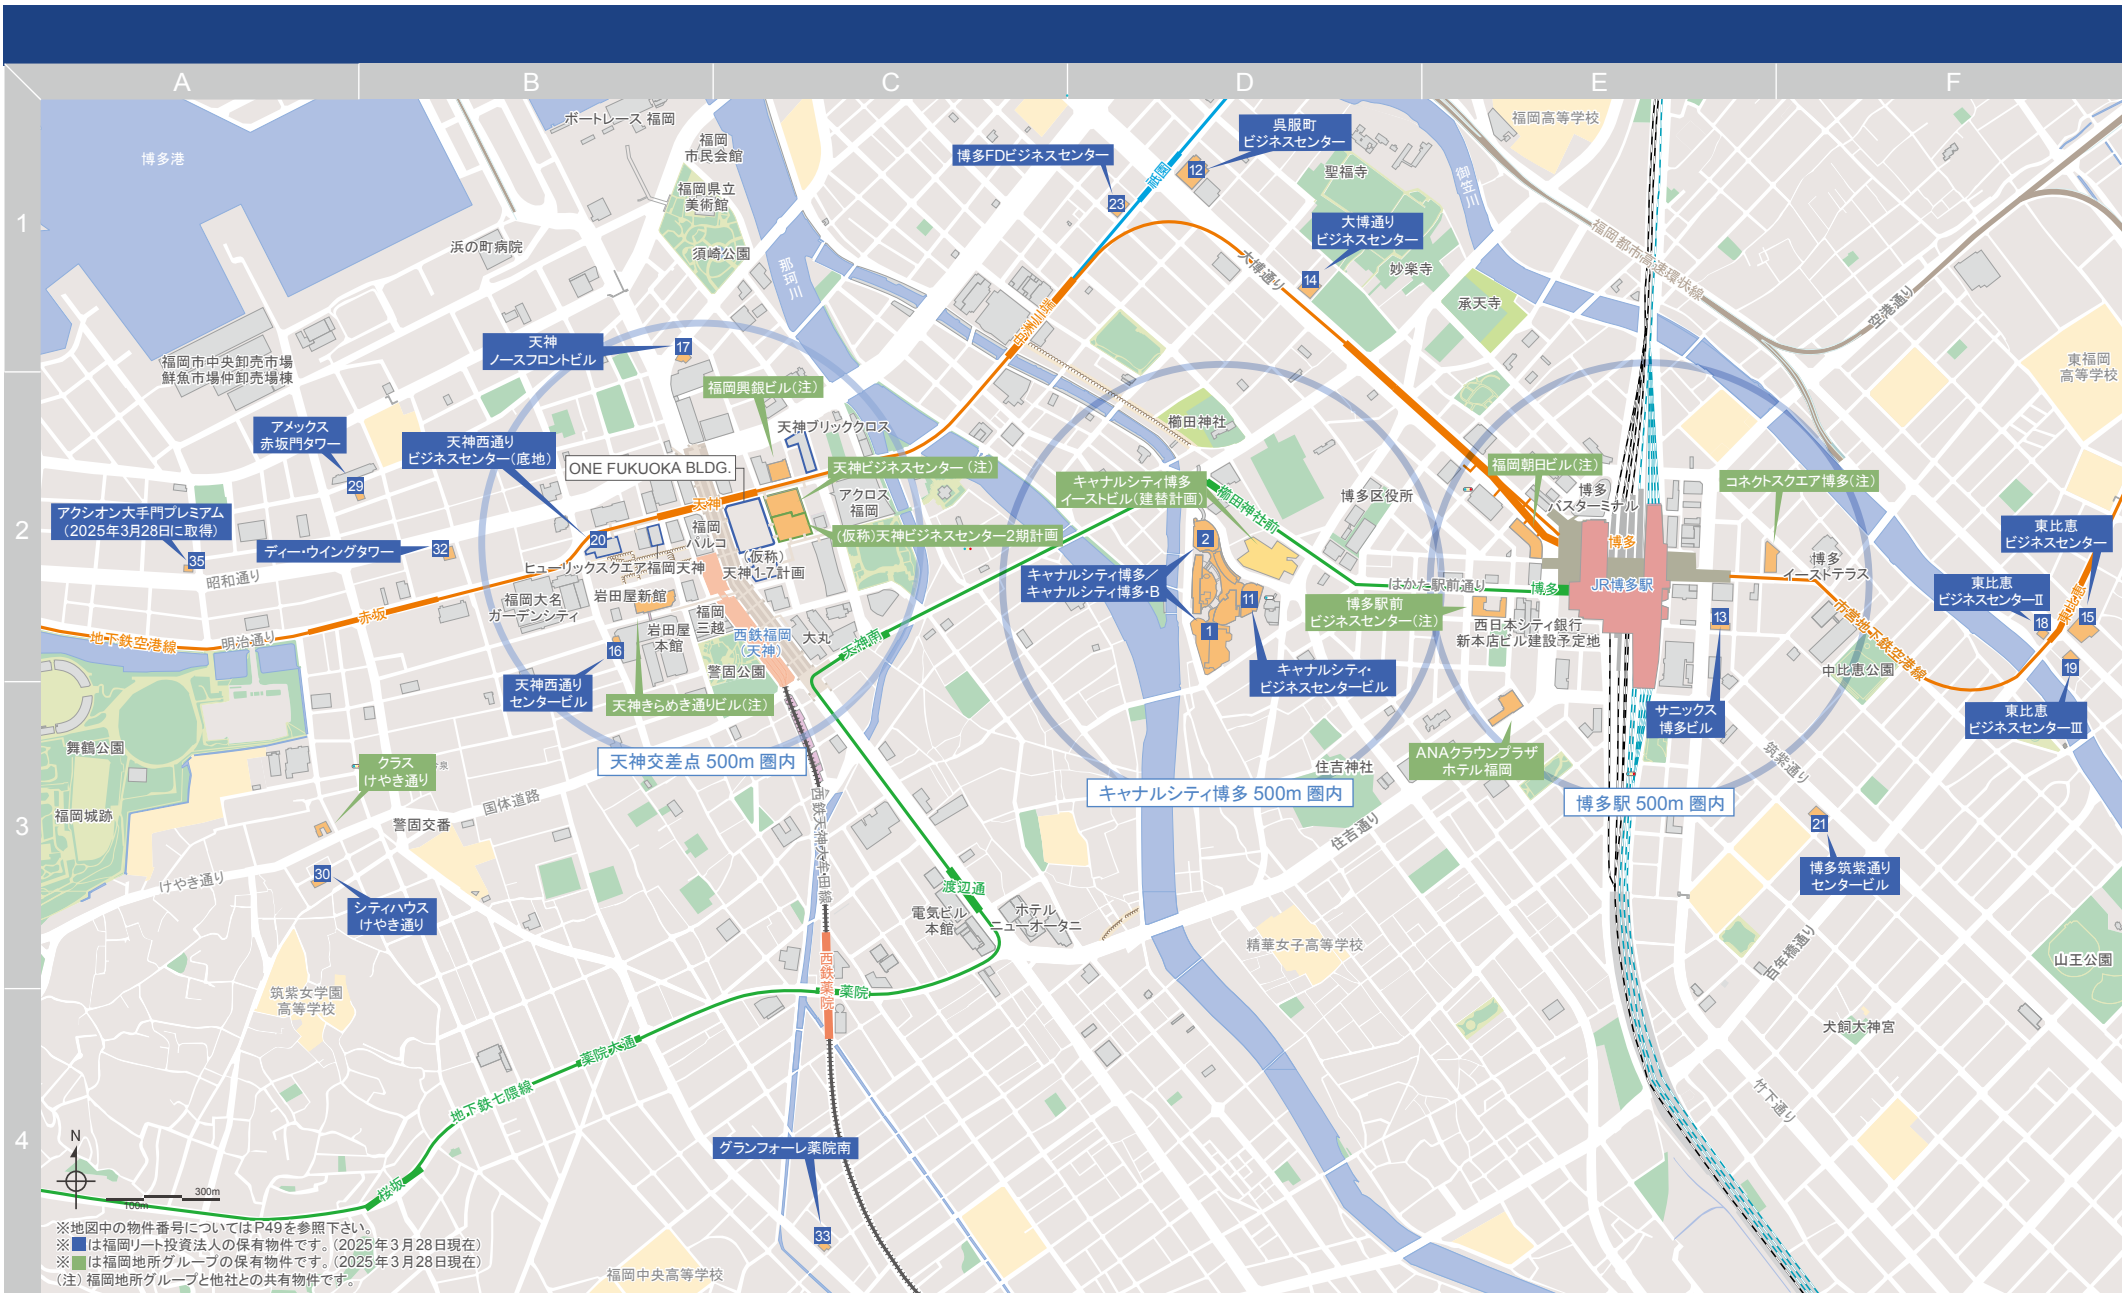 A
B
C
D
E
F
1
2
3
4
博多港
ボートレース 福岡
福岡
市民会館
福岡県立
美術館
須崎公園
浜の町病院
那珂川
博多FDビジネスセンター
23
祇園
12
呉服町
ビジネスセンター
聖福寺
大博通り
ビジネスセンター
14
大博通り
妙楽寺
承天寺
御笠川
福岡高等学校
福岡都市高速環状線
空港通り
東福岡
高等学校
福岡市中央卸売市場
鮮魚市場仲卸売場棟
天神
ノースフロントビル
17
福岡興銀ビル(注)
天神ブリッククロス
中洲川端
櫛田神社
アメックス
赤坂門タワー
29
天神西通り
ビジネスセンター(底地)
ONE FUKUOKA BLDG.
天神ビジネスセンター(注)
アクロス
福岡
(仮称)天神ビジネスセンター2期計画
天神
福岡
パルコ
(仮称)
天神1-7計画
アクシオン大手門プレミアム
(2025年3月28日に取得)
35
ディー・ウイングタワー
32
20
ヒューリックスクエア福岡天神
昭和通り
明治通り
地下鉄空港線
赤坂
福岡大名
ガーデンシティ
岩田屋新館
岩田屋
本館
福岡
三越
西鉄福岡
(天神)
大丸
警固公園
天神南
16
天神西通り
センタービル
天神きらめき通りビル(注)
天神交差点 500m 圏内
キャナルシティ博多
イーストビル(建替計画)
櫛田神社前
博多区役所
キャナルシティ博多/
キャナルシティ博多・B
2
1
11
キャナルシティ・
ビジネスセンタービル
キャナルシティ博多 500m 圏内
福岡朝日ビル(注)
博多
バスターミナル
博多
JR博多駅
博多
はかた駅前通り
博多駅前
ビジネスセンター(注)
西日本シティ銀行
新本店ビル建設予定地
コネクトスクエア博多(注)
博多
イーストテラス
13
サニックス
博多ビル
市営地下鉄空港線
中比恵公園
東比恵
ビジネスセンター
東比恵
ビジネスセンターⅡ
18
15
東比恵
19
東比恵
ビジネスセンターⅢ
筑紫通り
ANAクラウンプラザ
ホテル福岡
住吉神社
住吉通り
博多駅 500m 圏内
21
博多筑紫通り
センタービル
舞鶴公園
福岡城跡
クラス
けやき通り
国体道路
警固交番
けやき通り
30
シティハウス
けやき通り
筑紫女学園
高等学校
西鉄天神大牟田線
渡辺通
電気ビル
本館
ホテル
ニューオータニ
西鉄薬院
薬院
薬院大通
地下鉄七隈線
桜坂
精華女子高等学校
百年橋通り
山王公園
犬飼大神宮
竹下通り
グランフォーレ薬院南
33
福岡中央高等学校
N
300m
100m
※地図中の物件番号についてはP49を参照下さい。
※■は福岡リート投資法人の保有物件です。(2025年3月28日現在)
※■は福岡地所グループの保有物件です。(2025年3月28日現在)
(注) 福岡地所グループと他社との共有物件です。